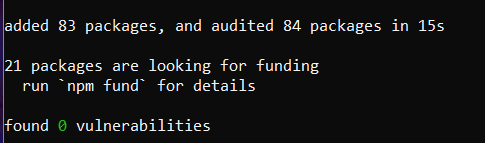 added 83 packages, and audited 84 packages in 15s
21 packages are looking for funding
run `npm fund` for details
found 0 vulnerabilities